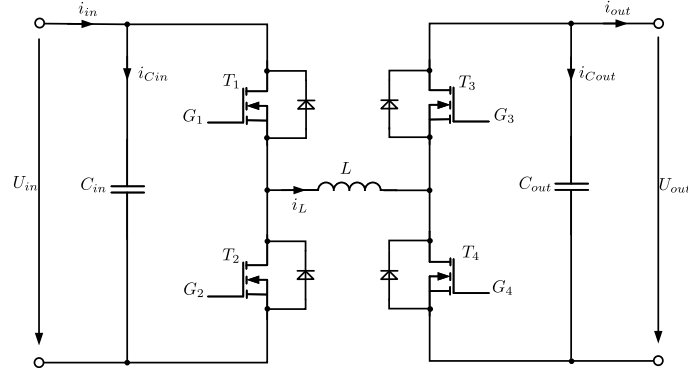 i_in
i_out
i_Cin
T_1
T_3
i_Cout
G_1
G_3
L
U_in
C_in
C_out
U_out
i_L
T_2
T_4
G_2
G_4